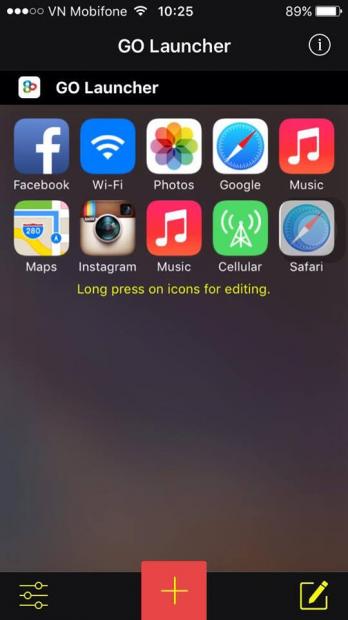 VN Mobifone 10:25 89%
GO Launcher
GO Launcher
Facebook Wi-Fi Photos Google Music
280
Maps Instagram Music Cellular Safari
Long press on icons for editing.